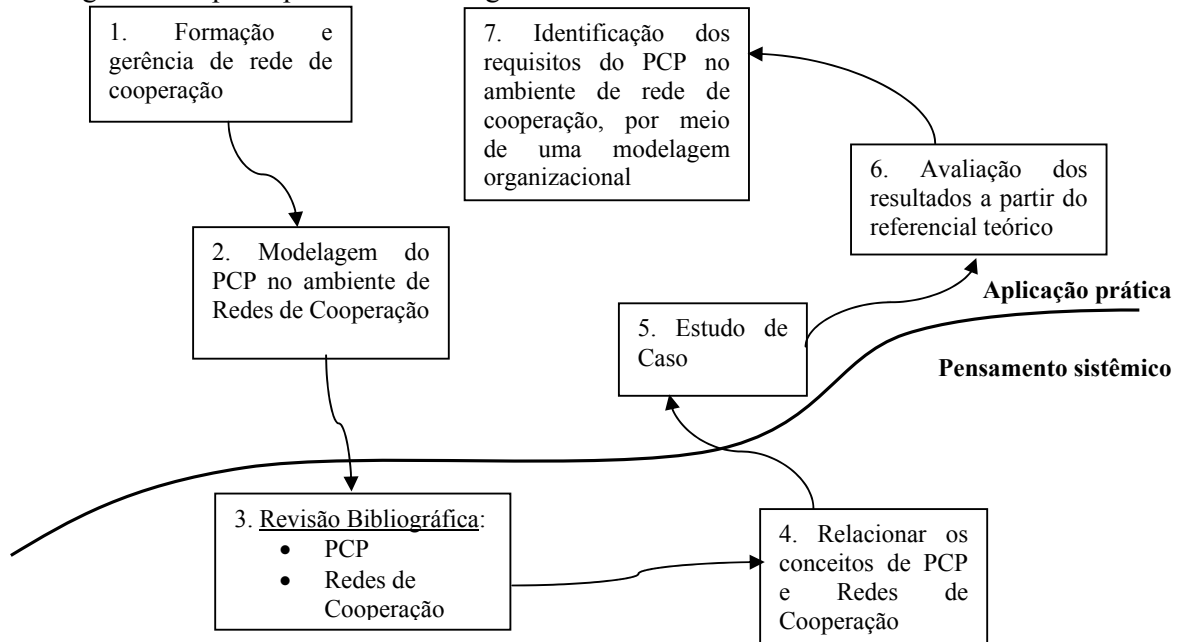 1. Formação e
gerência de rede de
cooperação
7. Identificação dos
requisitos do PCP no
ambiente de rede de
cooperação, por meio
de uma modelagem
organizacional
6. Avaliação dos
resultados a partir do
referencial teórico
2. Modelagem do
PCP no ambiente de
Redes de Cooperação
Aplicação prática
5. Estudo de
Caso
Pensamento sistêmico
3. Revisão Bibliográfica:
• PCP
• Redes de
Cooperação
4. Relacionar os
conceitos de PCP
e Redes de
Cooperação